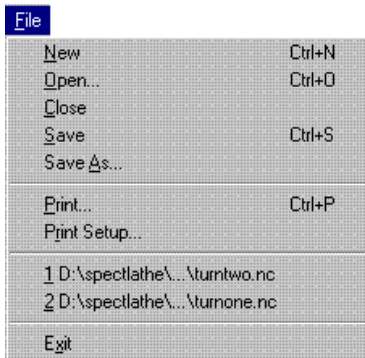 File
New Ctrl+N
Open... Ctrl+O
Close
Save Ctrl+S
Save As...
Print... Ctrl+P
Print Setup...
1 D:\spectlathe\...\turntwo.nc
2 D:\spectlathe\...\turnone.nc
Exit